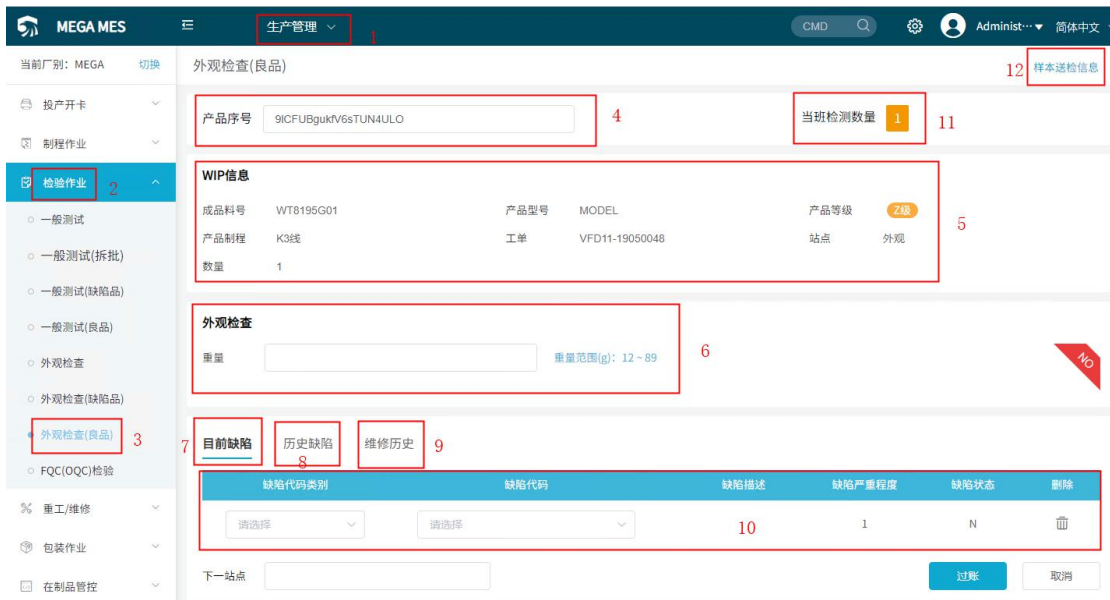 MEGA MES 生产管理 1 CMD Administ… 简体中文
当前厂别：MEGA 切换 外观检查(良品) 12 样本送检信息
投产开卡 产品序号 9ICFUBgukfV6sTUN4ULO 4 当班检测数量 1 11
制程作业
检验作业 2 WIP信息
一般测试 成品料号 WT8195G01 产品型号 MODEL 产品等级 Z级 5
一般测试(拆批) 产品制程 K3线 工单 VFD11-19050048 站点 外观
数量 1
一般测试(缺陷品)
一般测试(良品) 外观检查
外观检查 重量 重量范围(g)：12 ~ 89 6 NO
外观检查(缺陷品)
外观检查(良品) 3 7 目前缺陷 历史缺陷 8 维修历史 9
FQC(OQC)检验
缺陷代码类别 缺陷代码 缺陷描述 缺陷严重程度 缺陷状态 删除
重工/维修
请选择 请选择 10 1 N
包装作业
在制品管控 下一站点 过账 取消